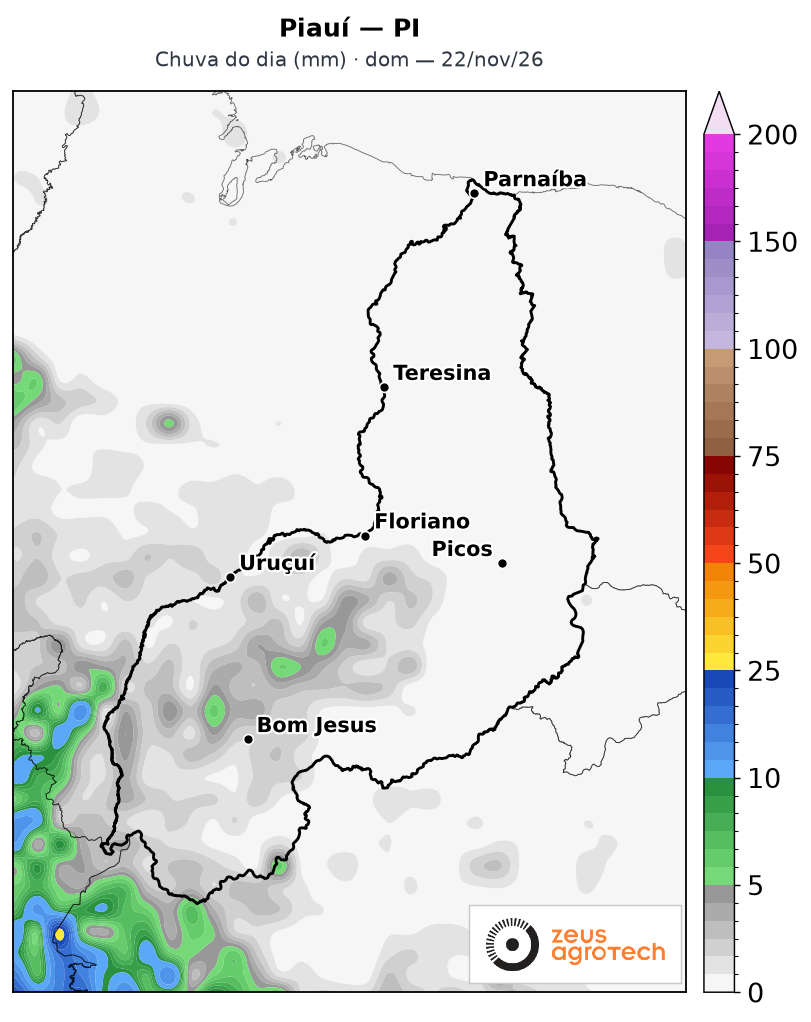 Piauí — PI
Chuva do dia (mm) · dom — 22/nov/26
Parnaíba
Teresina
Floriano
Picos
Uruçuí
Bom Jesus
200
150
100
75
50
25
10
5
0
zeus
agrotech